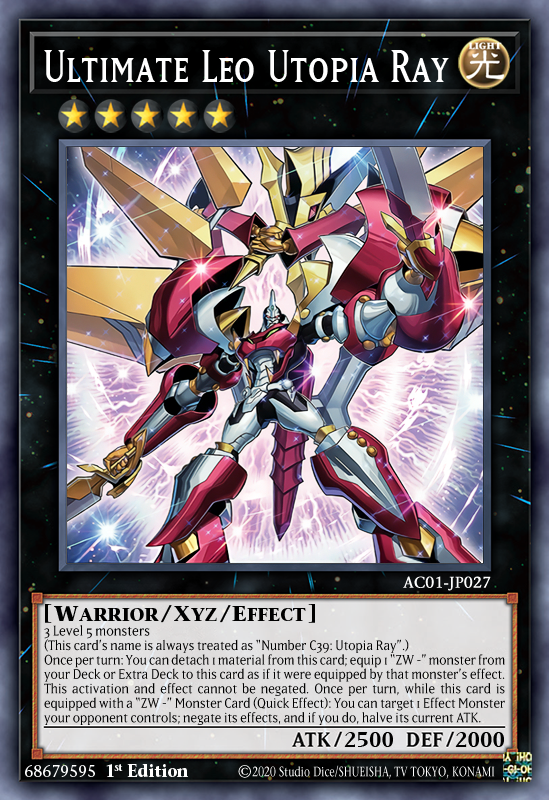 ULTIMATE LEO UTOPIA RAY
LIGHT
光
AC01-JP027
[WARRIOR/XYZ/EFFECT]
3 Level 5 monsters
(This card's name is always treated as "Number C39: Utopia Ray".)
Once per turn: You can detach 1 material from this card; equip 1 "ZW -" monster from
your Deck or Extra Deck to this card as if it were equipped by that monster's effect.
This activation and effect cannot be negated. Once per turn, while this card is
equipped with a "ZW -" Monster Card (Quick Effect): You can target 1 Effect Monster
your opponent controls; negate its effects, and if you do, halve its current ATK.
ATK/2500 DEF/2000
68679595 1st Edition ©2020 Studio Dice/SHUEISHA, TV TOKYO, KONAMI